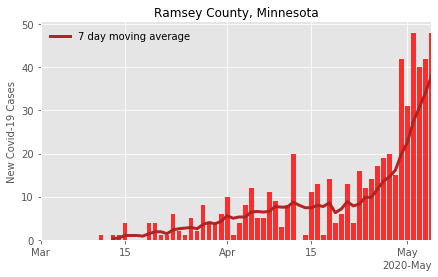 Ramsey County, Minnesota
7 day moving average
New Covid-19 Cases
50
40
30
20
10
0
Mar
15
Apr
15
May
2020-May